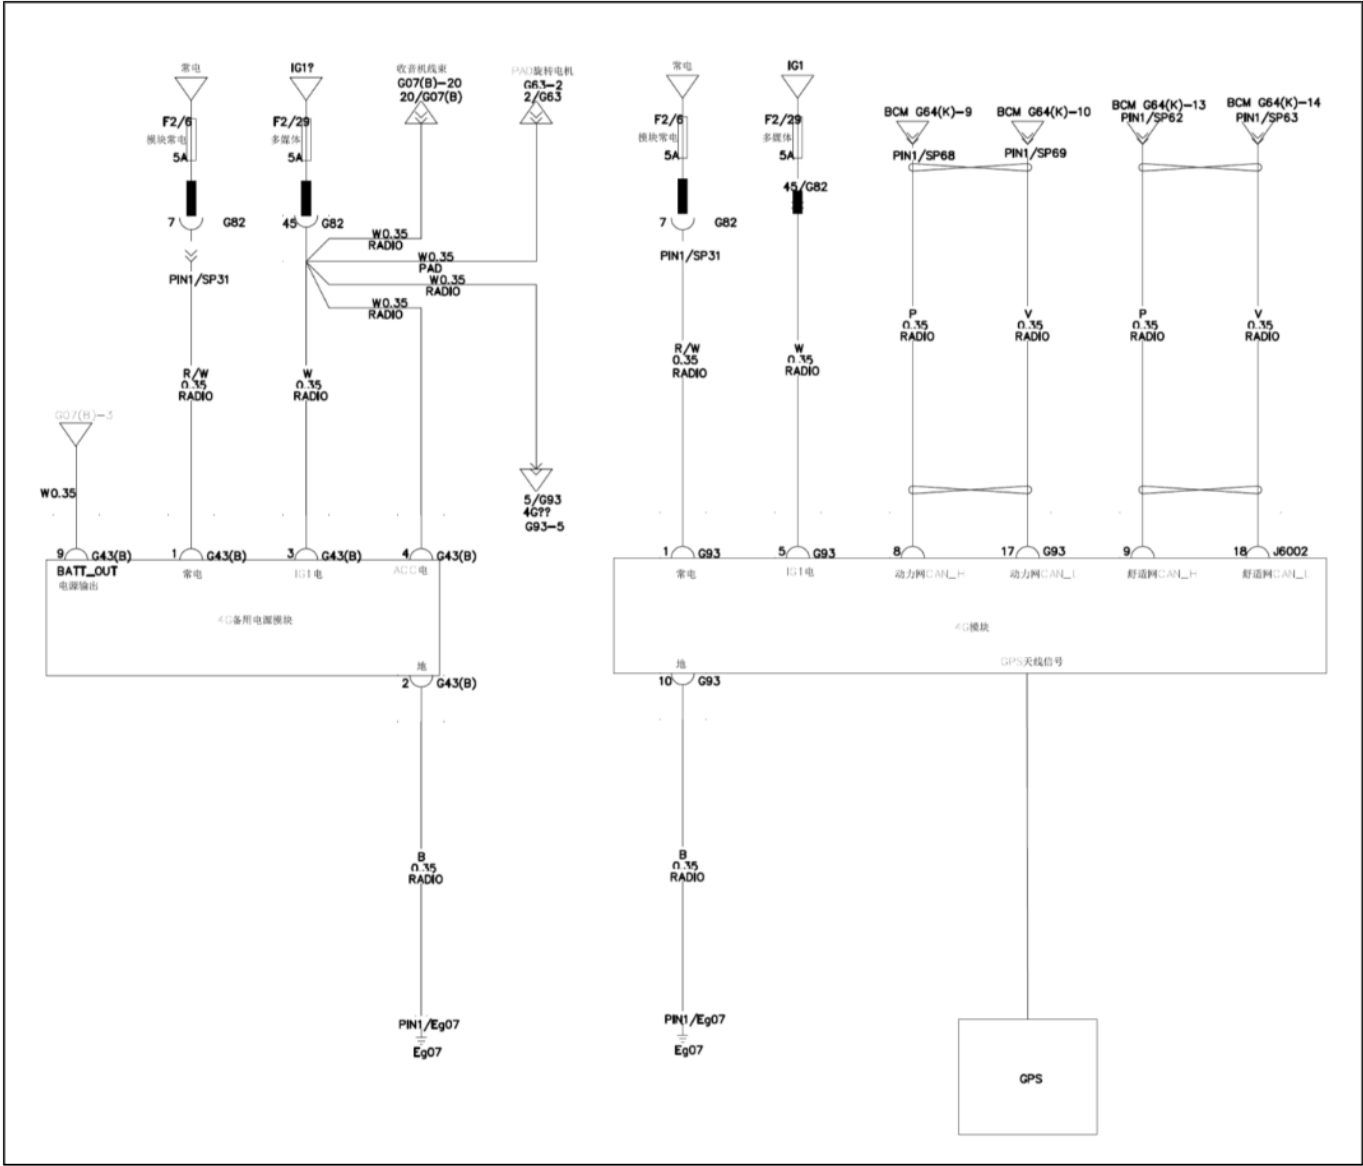 常电
IG1?
收音机线束
G07(B)-20
20/G07(B)
PAD旋转电机
G63-2
2/G63
常电
IG1
BCM G64(K)-9
BCM G64(K)-10
BCM G64(K)-13
PIN1/SP62
BCM G64(K)-14
PIN1/SP63
F2/6
模块常电
5A
F2/29
多媒体
5A
F2/6
模块常电
5A
F2/29
多媒体
5A
PIN1/SP68
PIN1/SP69
45/G82
7
G82
45
G82
7
G82
W0.35
RADIO
W0.35
PAD
W0.35
RADIO
W0.35
RADIO
PIN1/SP31
PIN1/SP31
R/W
0.35
RADIO
W
0.35
RADIO
R/W
0.35
RADIO
W
0.35
RADIO
P
0.35
RADIO
V
0.35
RADIO
P
0.35
RADIO
V
0.35
RADIO
G07(B)-3
W0.35
5/G93
4G??
G93-5
9
G43(B)
1
G43(B)
3
G43(B)
4
G43(B)
1
G93
5
G93
8
17
G93
9
18
J6002
BATT_OUT
电源输出
常电
IG1电
ACC电
常电
IG1电
动力网CAN_H
动力网CAN_L
舒适网CAN_H
舒适网CAN_L
4G备用电源模块
4G模块
地
地
GPS天线信号
2
G43(B)
10
G93
B
0.35
RADIO
B
0.35
RADIO
PIN1/Eg07
Eg07
PIN1/Eg07
Eg07
GPS